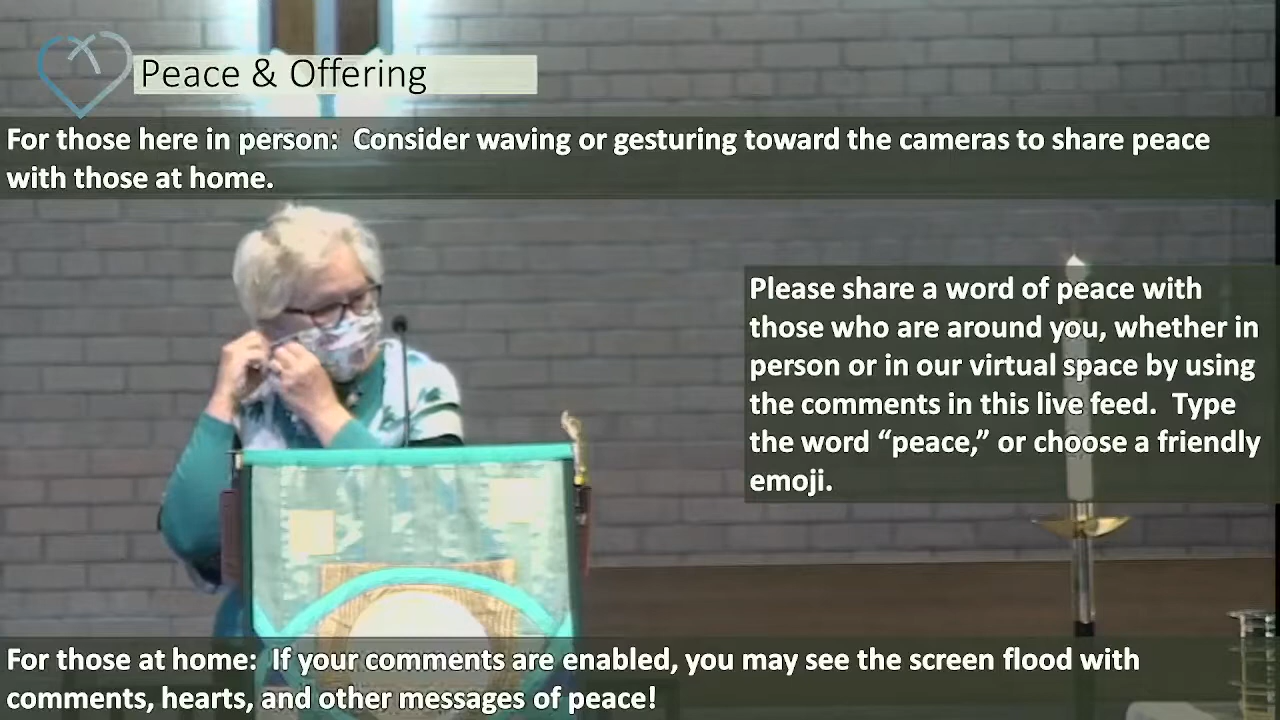 Peace & Offering
For those here in person:  Consider waving or gesturing toward the cameras to share peace
with those at home.
Please share a word of peace with
those who are around you, whether in
person or in our virtual space by using
the comments in this live feed.  Type
the word “peace,” or choose a friendly
emoji.
For those at home:  If your comments are enabled, you may see the screen flood with
comments, hearts, and other messages of peace!